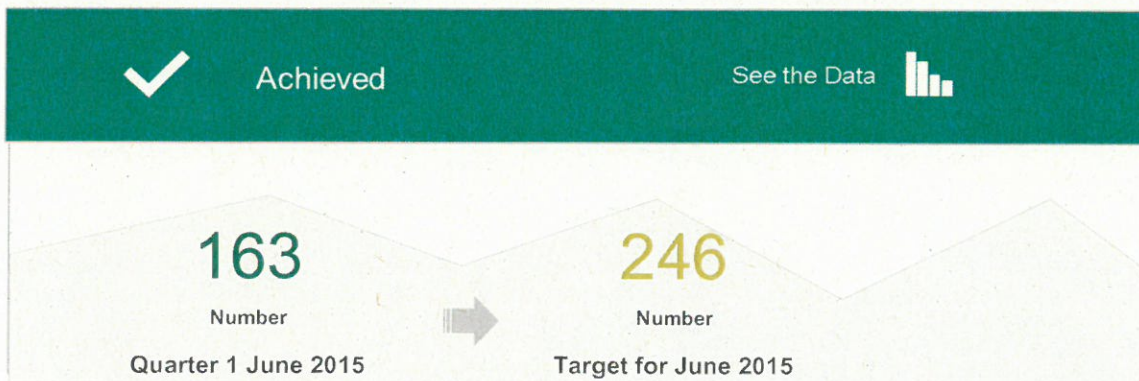 Achieved
See the Data
163
246
Number
Number
Quarter 1 June 2015
Target for June 2015